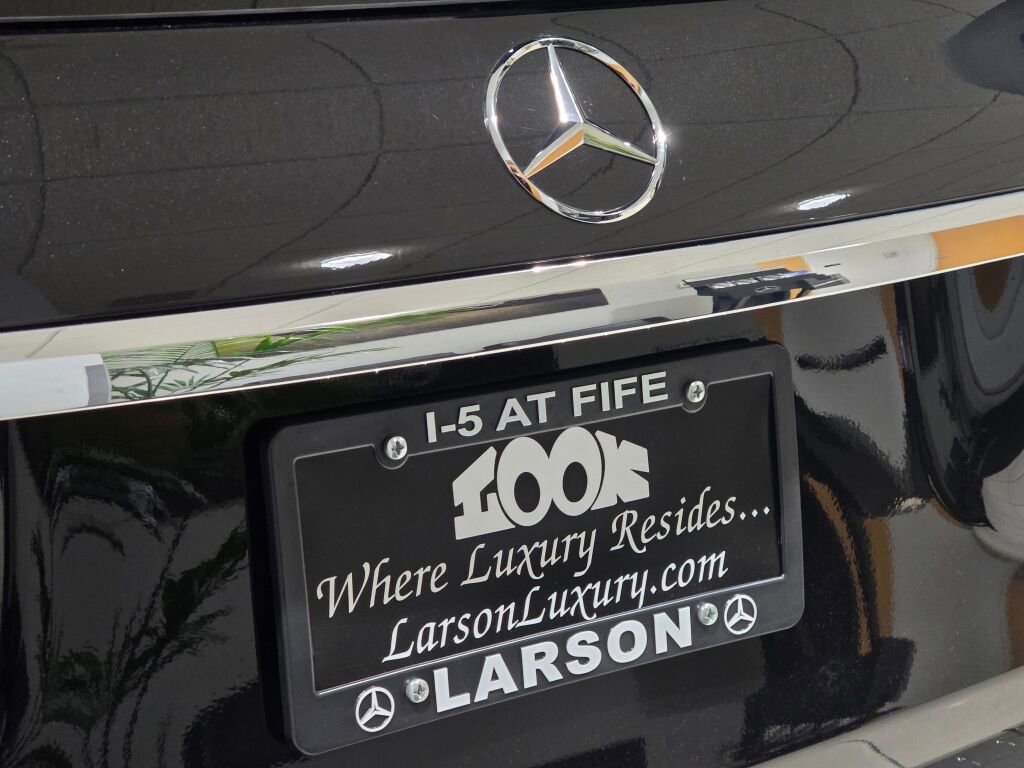 I-5 AT FIFE
LOOK
Where Luxury Resides...
LarsonLuxury.com
LARSON